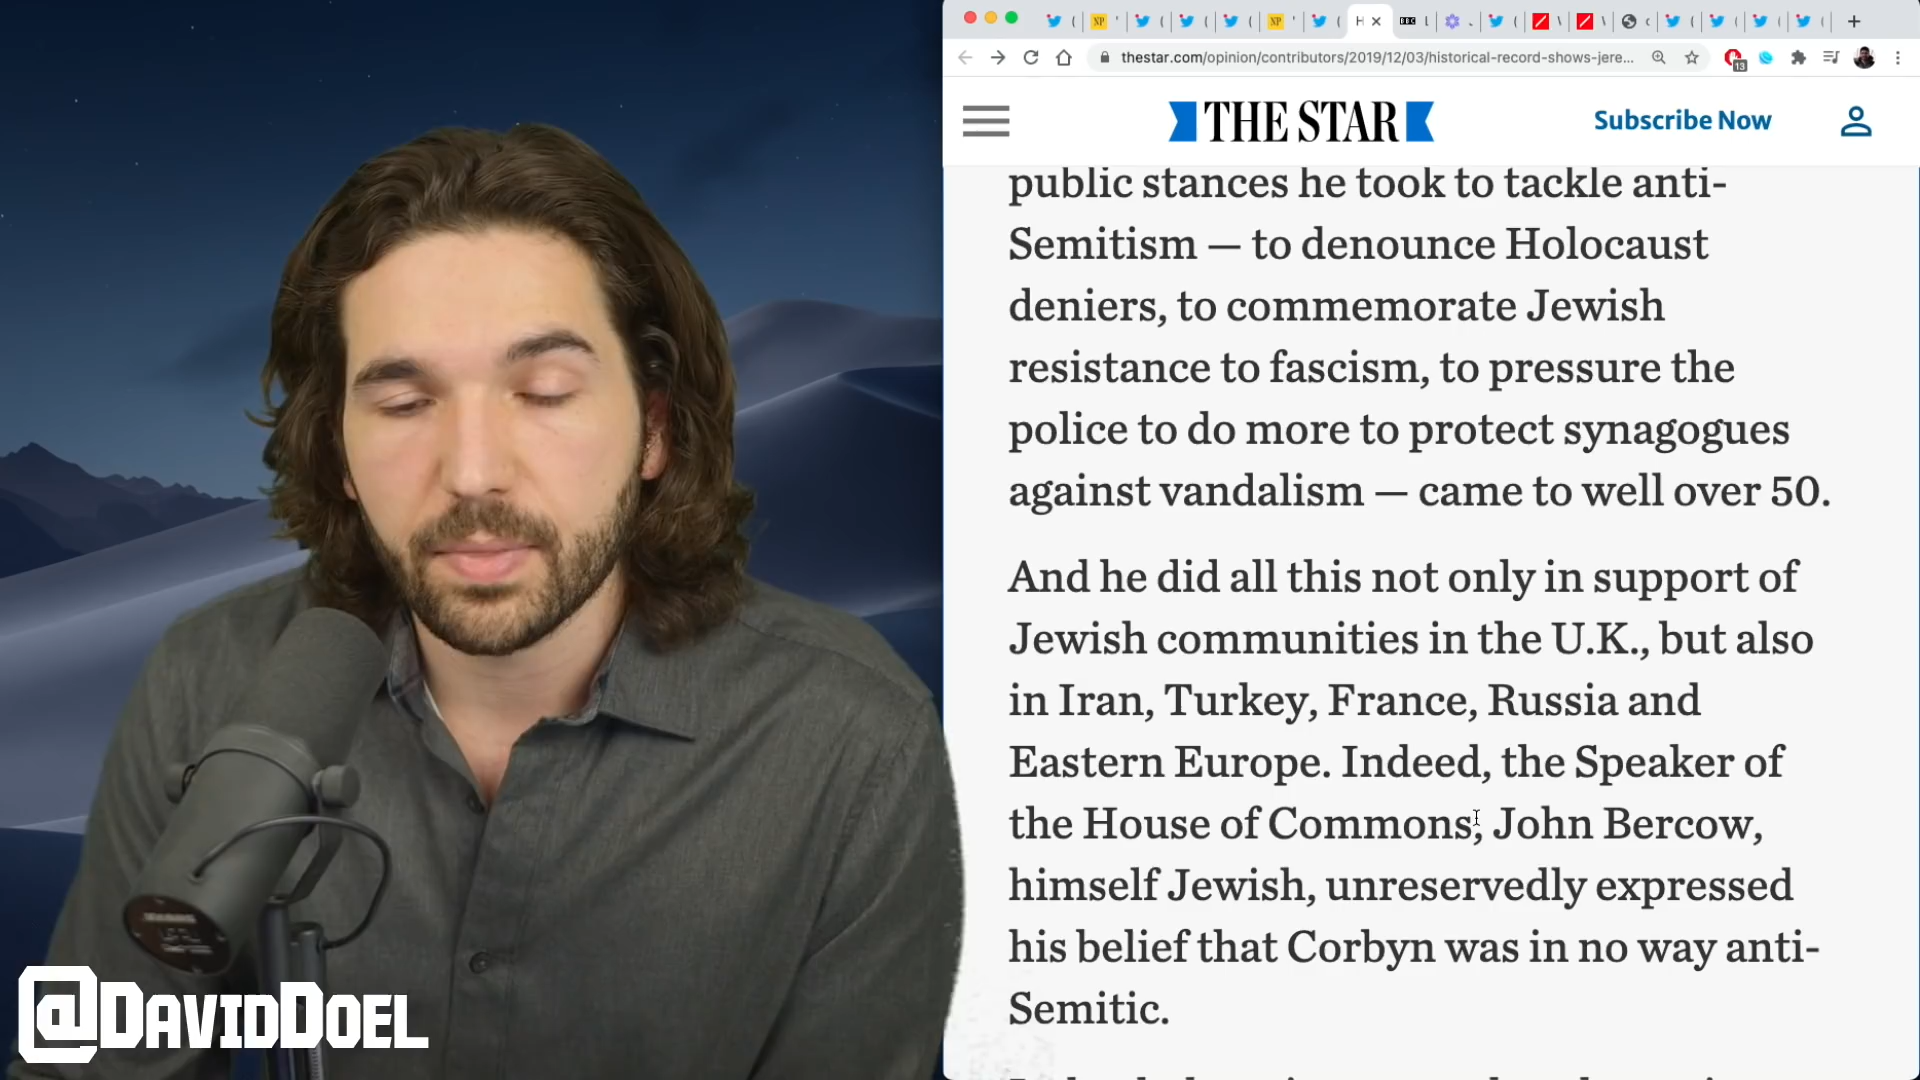 thestar.com/opinion/contributors/2019/12/03/historical-record-shows-jere...
13
THE STAR
Subscribe Now
public stances he took to tackle anti-
Semitism — to denounce Holocaust
deniers, to commemorate Jewish
resistance to fascism, to pressure the
police to do more to protect synagogues
against vandalism — came to well over 50.
And he did all this not only in support of
Jewish communities in the U.K., but also
in Iran, Turkey, France, Russia and
Eastern Europe. Indeed, the Speaker of
the House of Commons, John Bercow,
himself Jewish, unreservedly expressed
his belief that Corbyn was in no way anti-
Semitic.
@DAVIDDOEL